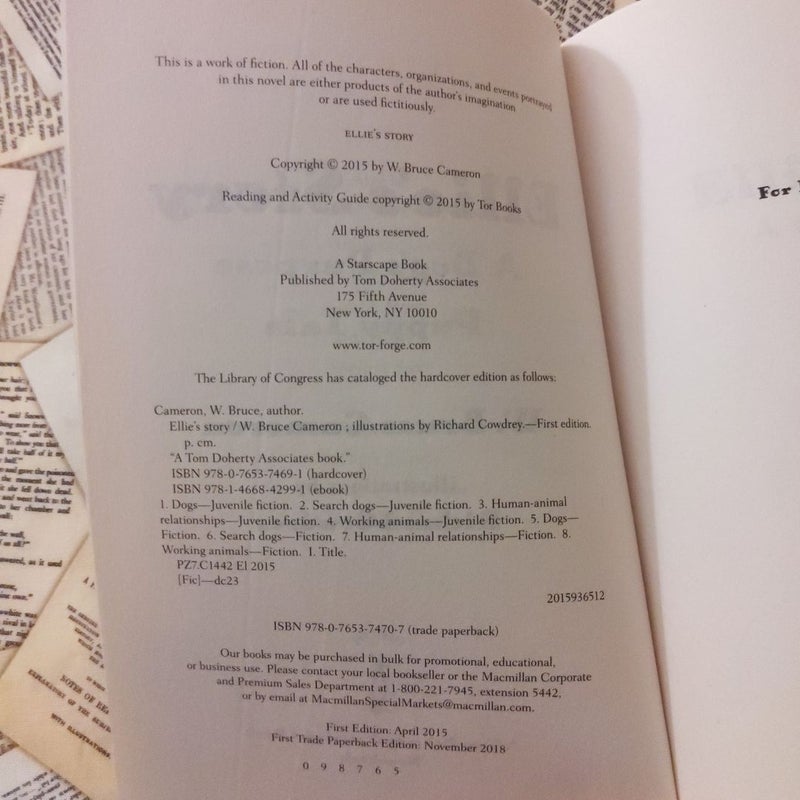 This is a work of fiction. All of the characters, organizations, and events portrayed
in this novel are either products of the author's imagination
or are used fictitiously.
ELLIE'S STORY
Copyright © 2015 by W. Bruce Cameron
Reading and Activity Guide copyright © 2015 by Tor Books
All rights reserved.
A Starscape Book
Published by Tom Doherty Associates
175 Fifth Avenue
New York, NY 10010
www.tor-forge.com
The Library of Congress has cataloged the hardcover edition as follows:
Cameron, W. Bruce, author.
Ellie's story / W. Bruce Cameron ; illustrations by Richard Cowdrey.—First edition.
p. cm.
"A Tom Doherty Associates book."
ISBN 978-0-7653-7469-1 (hardcover)
ISBN 978-1-4668-4299-1 (ebook)
1. Dogs—Juvenile fiction. 2. Search dogs—Juvenile fiction. 3. Human-animal
relationships—Juvenile fiction. 4. Working animals—Juvenile fiction. 5. Dogs—
Fiction. 6. Search dogs—Fiction. 7. Human-animal relationships—Fiction. 8.
Working animals—Fiction. I. Title.
PZ7.C1442 El 2015
[Fic]—dc23
2015936512
ISBN 978-0-7653-7470-7 (trade paperback)
Our books may be purchased in bulk for promotional, educational,
or business use. Please contact your local bookseller or the Macmillan Corporate
and Premium Sales Department at 1-800-221-7945, extension 5442,
or by email at MacmillanSpecialMarkets@macmillan.com.
First Edition: April 2015
First Trade Paperback Edition: November 2018
0 9 8 7 6 5
For